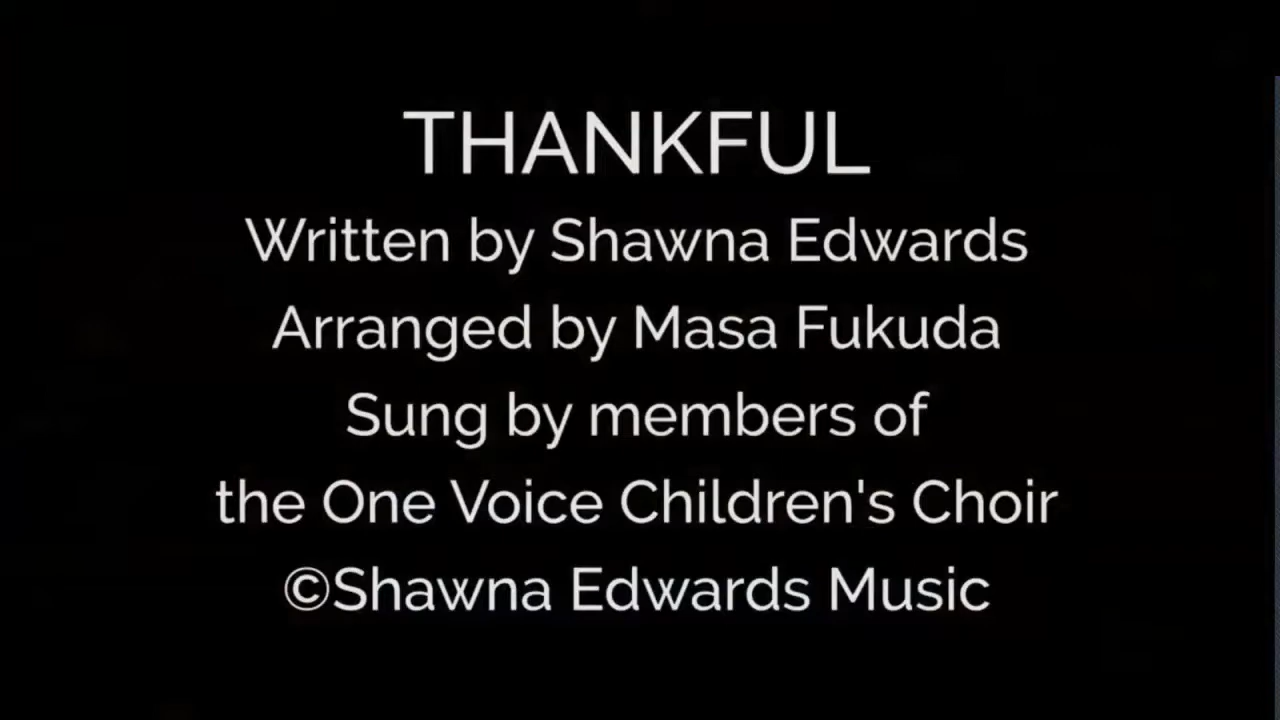 THANKFUL
Written by Shawna Edwards
Arranged by Masa Fukuda
Sung by members of
the One Voice Children's Choir
©Shawna Edwards Music